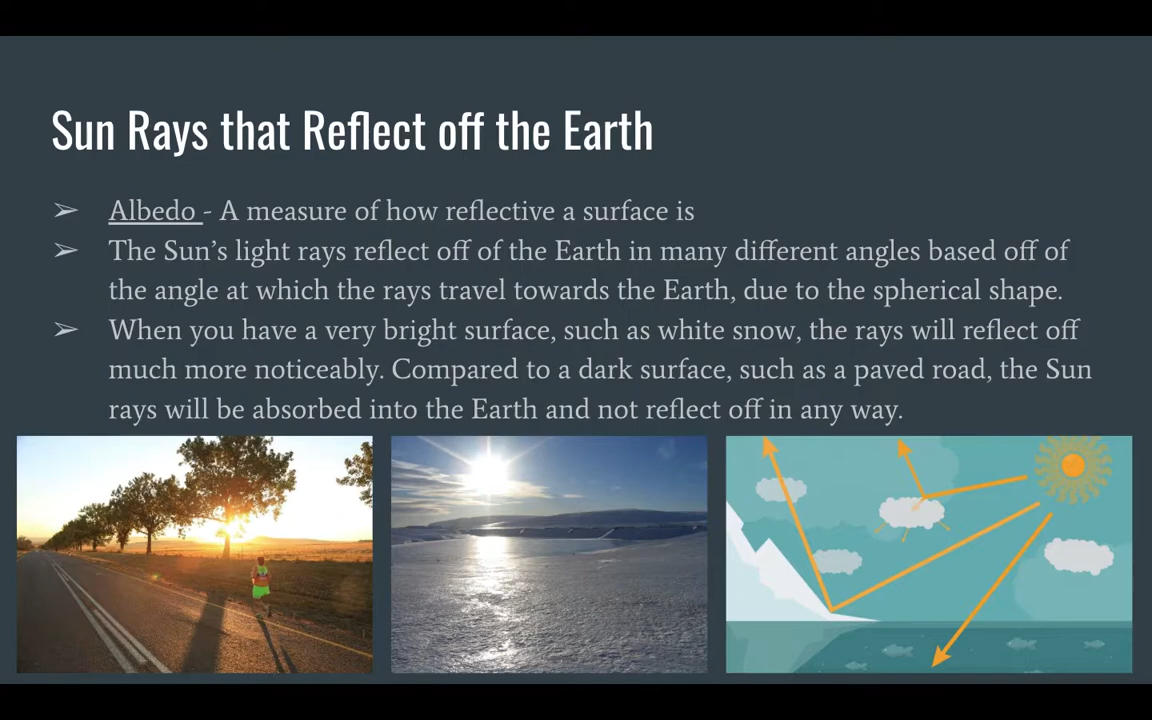 Sun Rays that Reflect off the Earth
➢ Albedo - A measure of how reflective a surface is
➢ The Sun’s light rays reflect off of the Earth in many different angles based off of
the angle at which the rays travel towards the Earth, due to the spherical shape.
➢ When you have a very bright surface, such as white snow, the rays will reflect off
much more noticeably. Compared to a dark surface, such as a paved road, the Sun
rays will be absorbed into the Earth and not reflect off in any way.